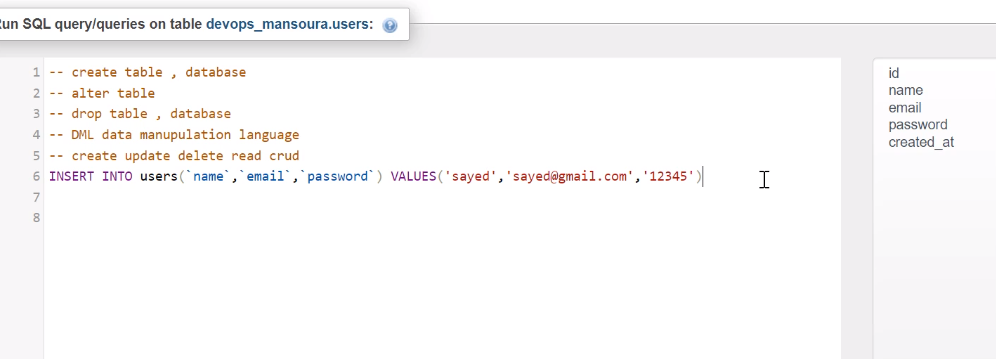 Run SQL query/queries on table devops_mansoura.users:
1 -- create table , database
2 -- alter table
3 -- drop table , database
4 -- DML data manupulation language
5 -- create update delete read crud
6 INSERT INTO users(`name`,`email`,`password`) VALUES('sayed','sayed@gmail.com','12345')
7
8
id
name
email
password
created_at